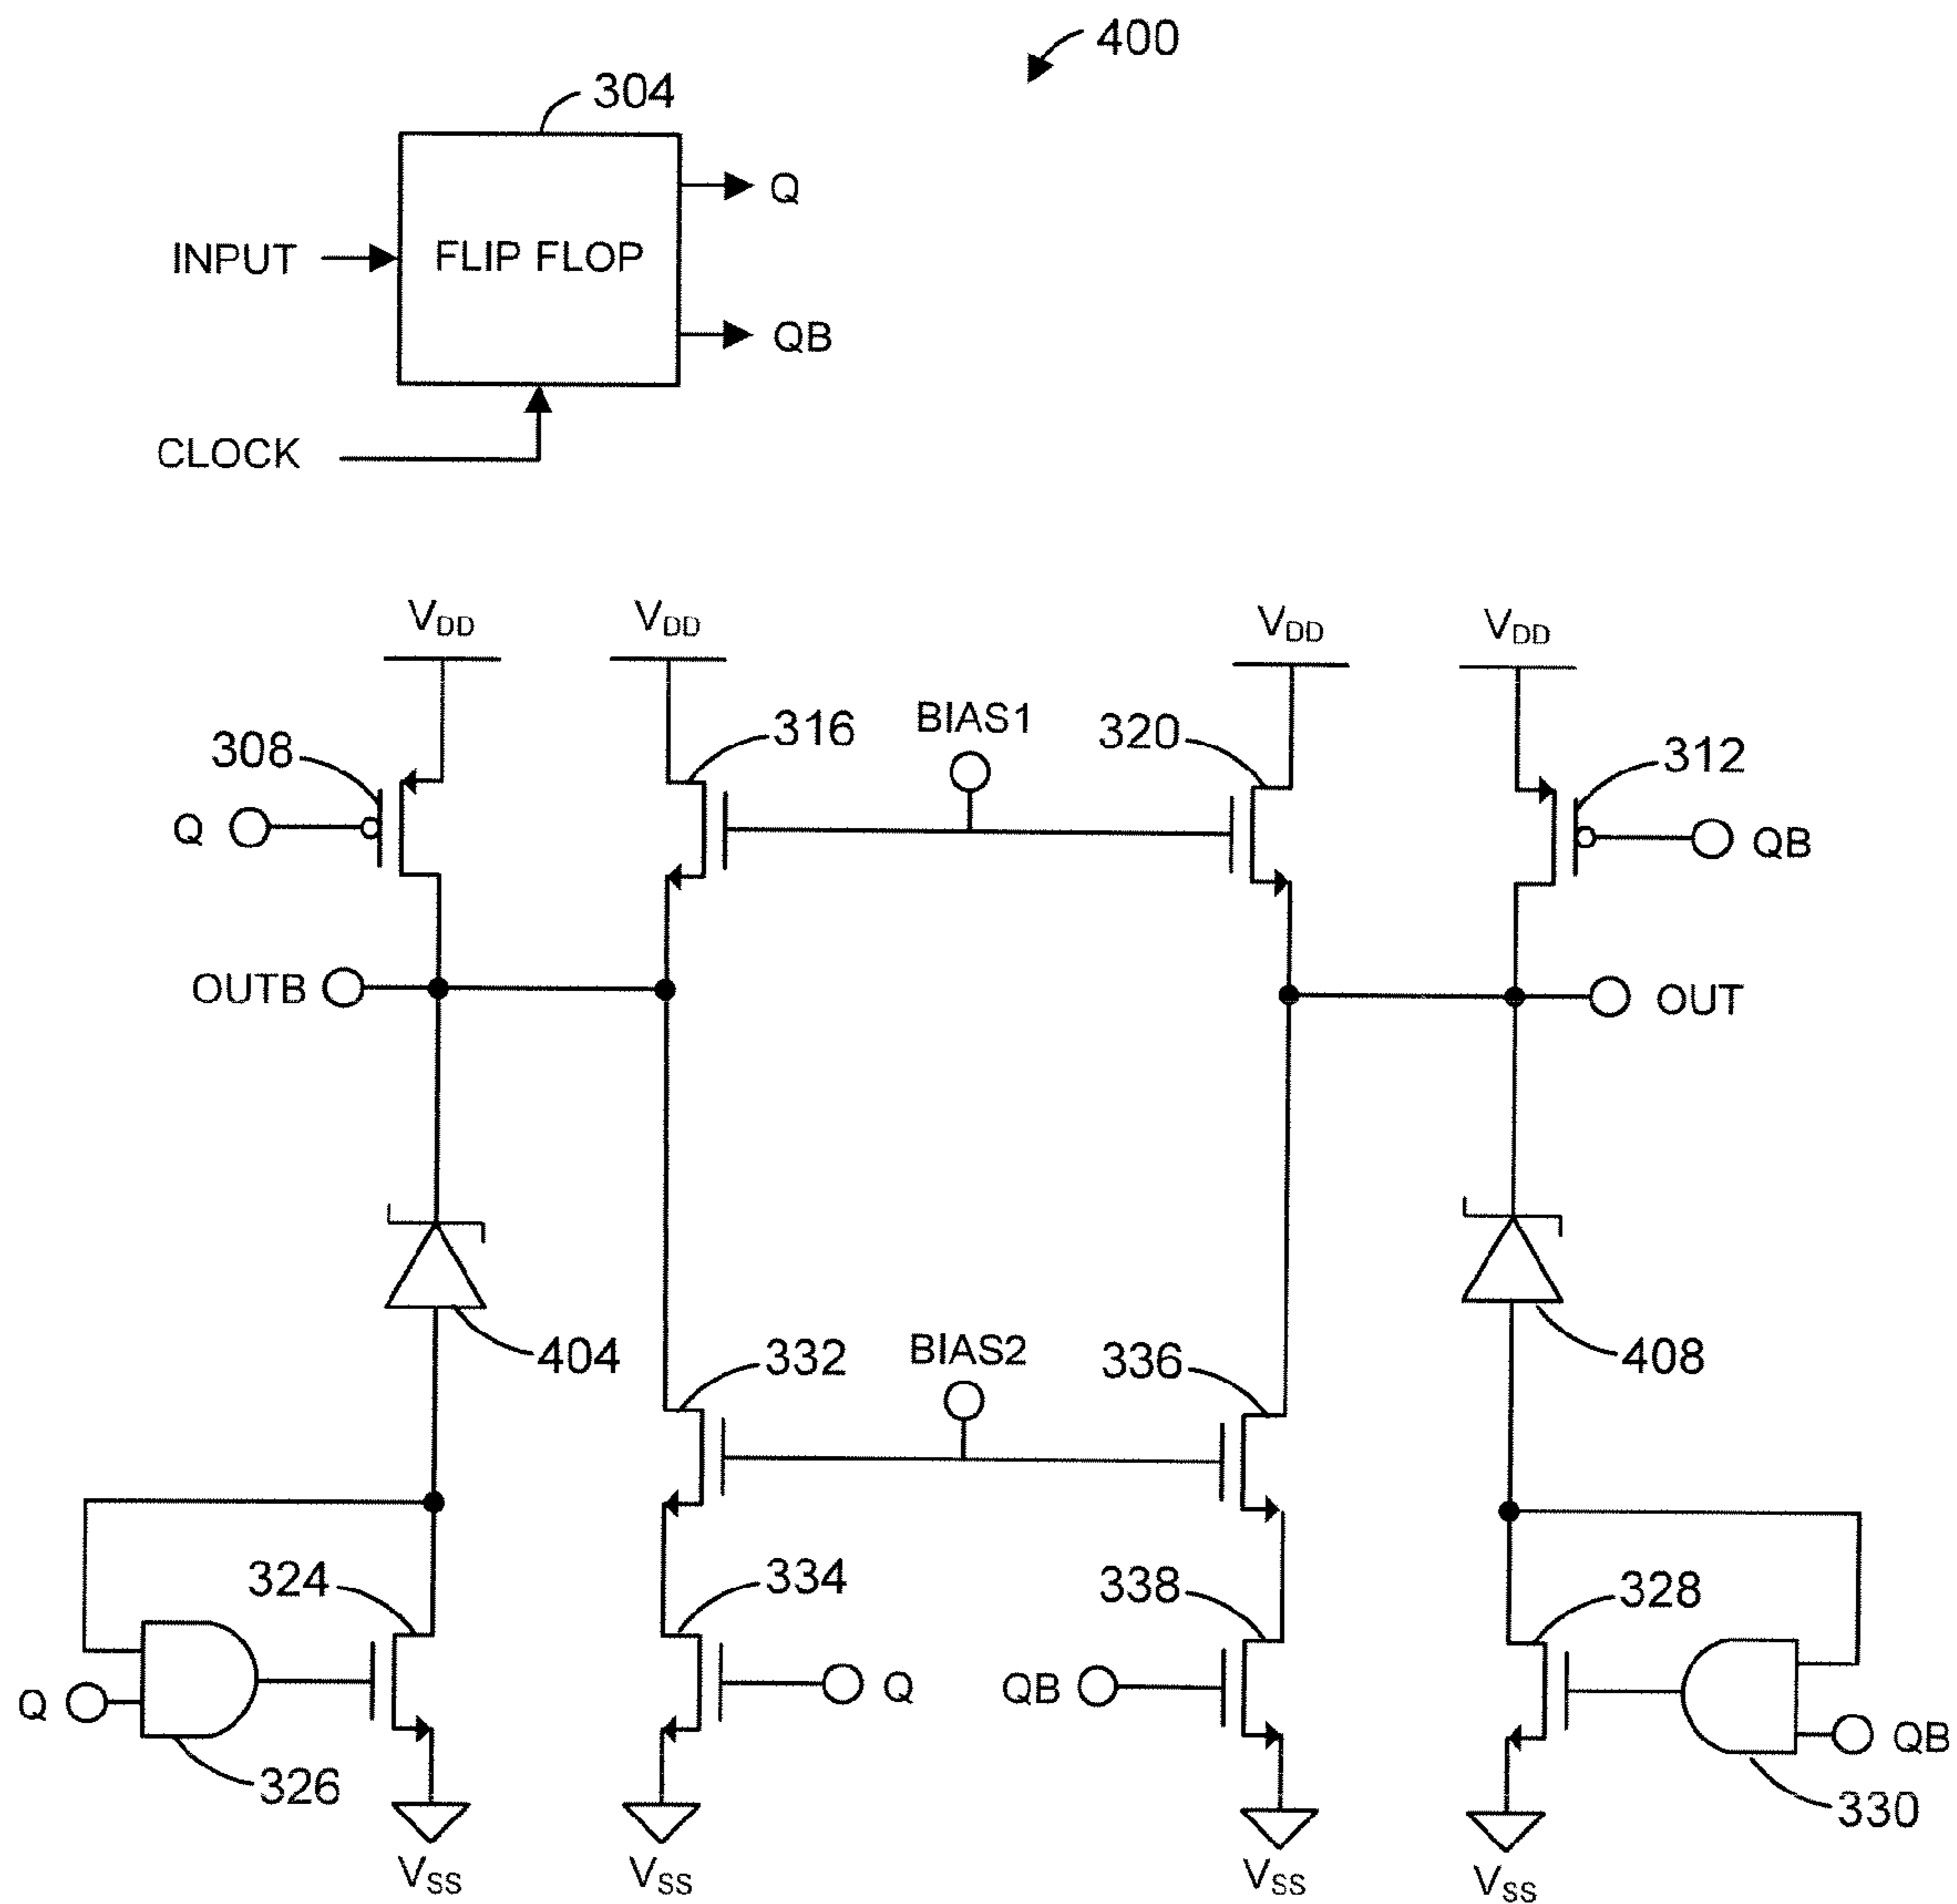 400
304
Q
INPUT
FLIP FLOP
QB
CLOCK
VDD
VDD
VDD
VDD
308
316
BIAS1
320
312
Q
QB
OUTB
OUT
404
332
BIAS2
336
408
324
334
338
328
Q
Q
QB
QB
326
330
VSS
VSS
VSS
VSS